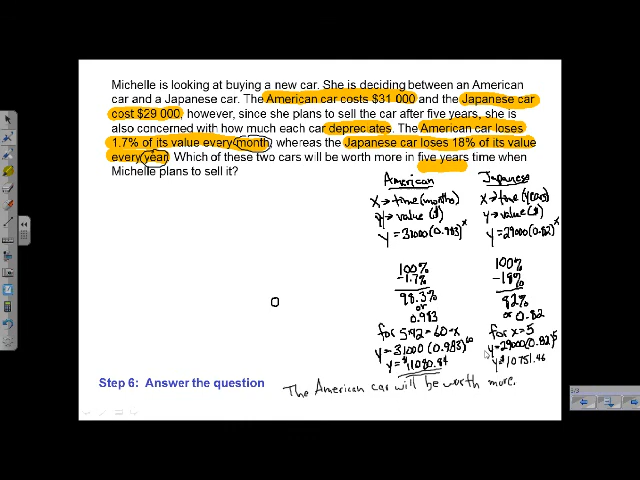 Michelle is looking at buying a new car. She is deciding between an American
car and a Japanese car. The American car costs $31 000 and the Japanese car
cost $29 000, however, since she plans to sell the car after five years, she is
also concerned with how much each car depreciates. The American car loses
1.7% of its value every month, whereas the Japanese car loses 18% of its value
every year. Which of these two cars will be worth more in five years time when
Michelle plans to sell it?
American Japanese
x→time(months) x→time(years)
y→value($) y→value($)
y=31000(0.983)^x y=29000(0.82)^x
100% 100%
-1.7% -18%
98.3% 82%
or or 0.82
0.983
for 5·12=60=x for x=5
y=31000(0.983)^60 y=29000(0.82)^5
y=$11080.84 y=$10751.46
Step 6: Answer the question The American car will be worth more.